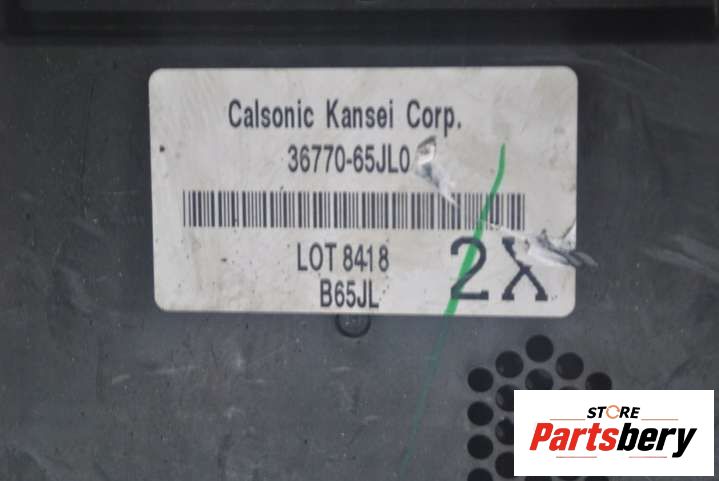 Calsonic Kansei Corp.
36770-65JL0
LOT 8418
B65JL
2X
STORE
Partsbery